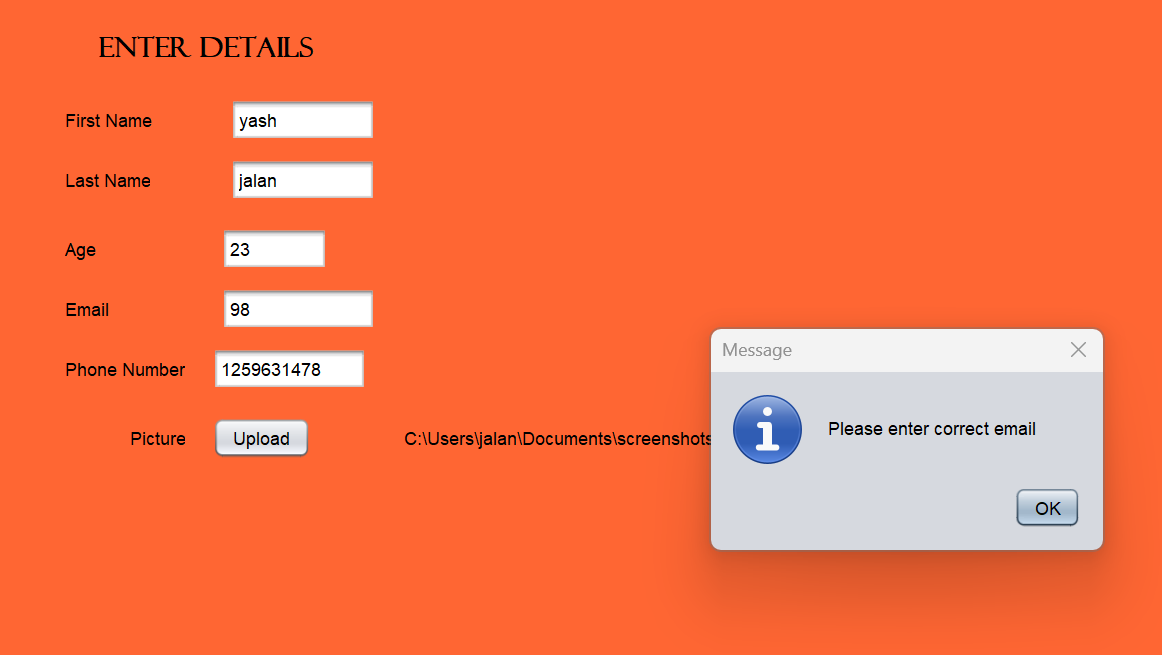 ENTER DETAILS
First Name yash
Last Name jalan
Age 23
Email 98
Phone Number 1259631478
Picture Upload C:\Users\jalan\Documents\screenshots
Message
Please enter correct email
OK